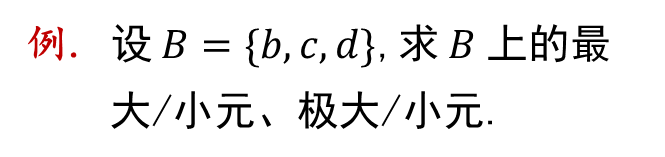 例. 设 B = {b, c, d}, 求 B 上的最
大/小元、极大/小元.